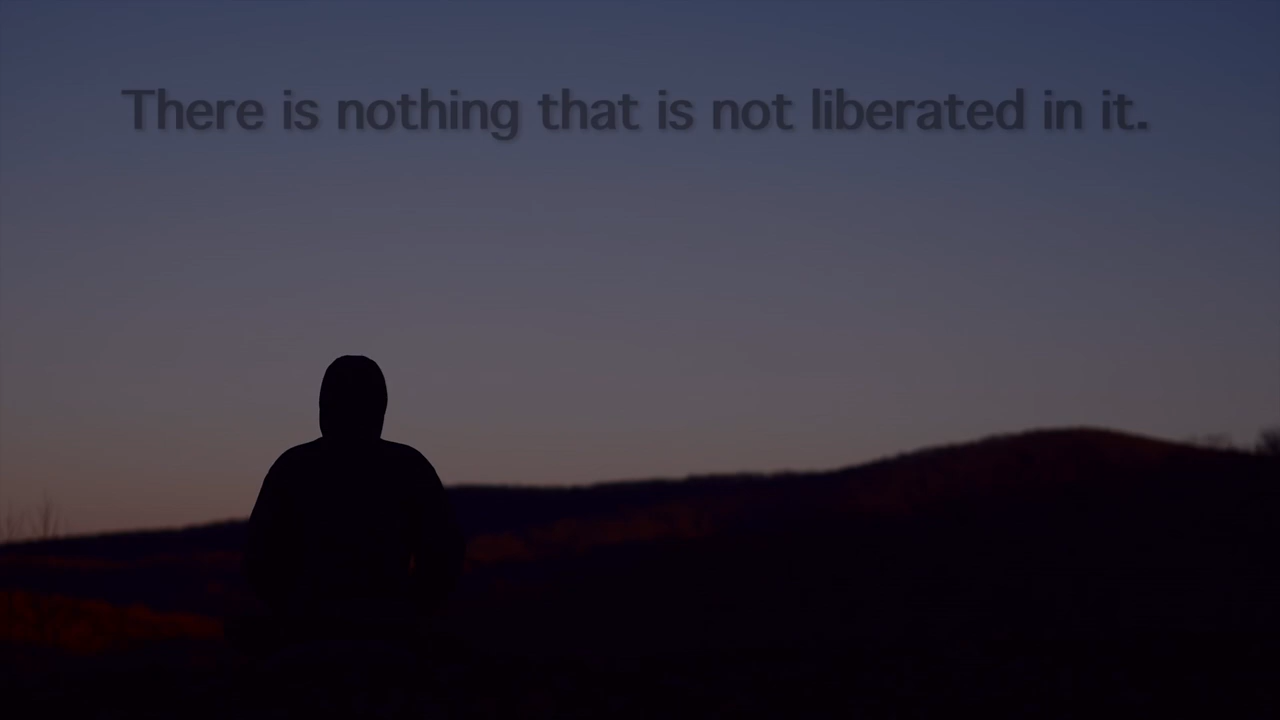 There is nothing that is not liberated in it.